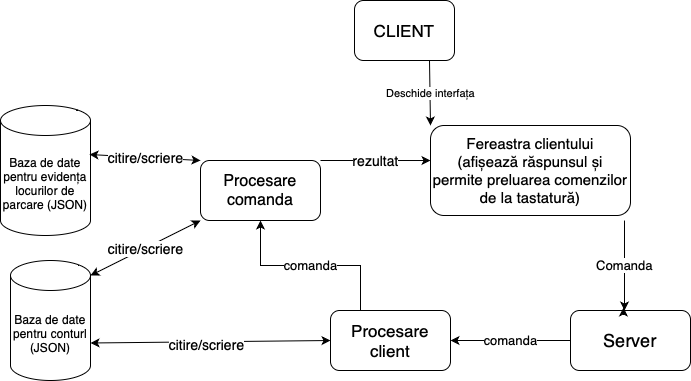 CLIENT
Deschide interfața
Fereastra clientului
(afișează răspunsul și
permite preluarea comenzilor
de la tastatură)
Baza de date
pentru evidența
locurilor de
parcare (JSON)
citire/scriere
Procesare
comanda
rezultat
citire/scriere
comanda
Comanda
Baza de date
pentru conturI
(JSON)
citire/scriere
Procesare
client
comanda
Server